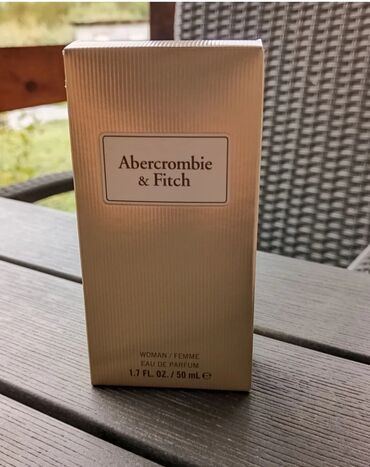 Abercrombie
& Fitch
WOMAN / FEMME
EAU DE PARFUM
1.7 FL. OZ. / 50 mL ℮